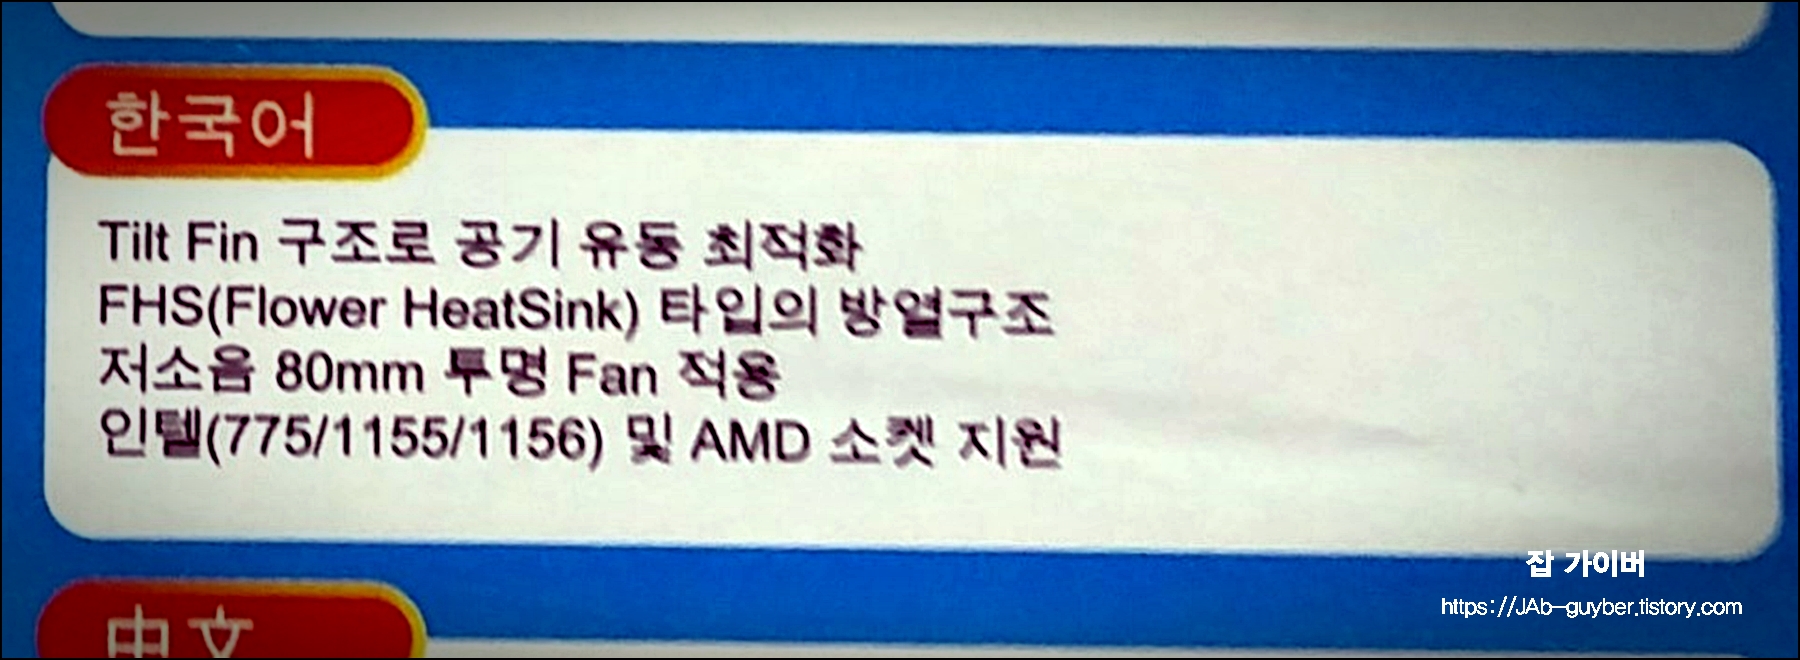 한국어
Tilt Fin 구조로 공기 유동 최적화
FHS(Flower HeatSink) 타입의 방열구조
저소음 80mm 투명 Fan 적용
인텔(775/1155/1156) 및 AMD 소켓 지원
잡 가이버
https://JAb-guyber.tistory.com
中文